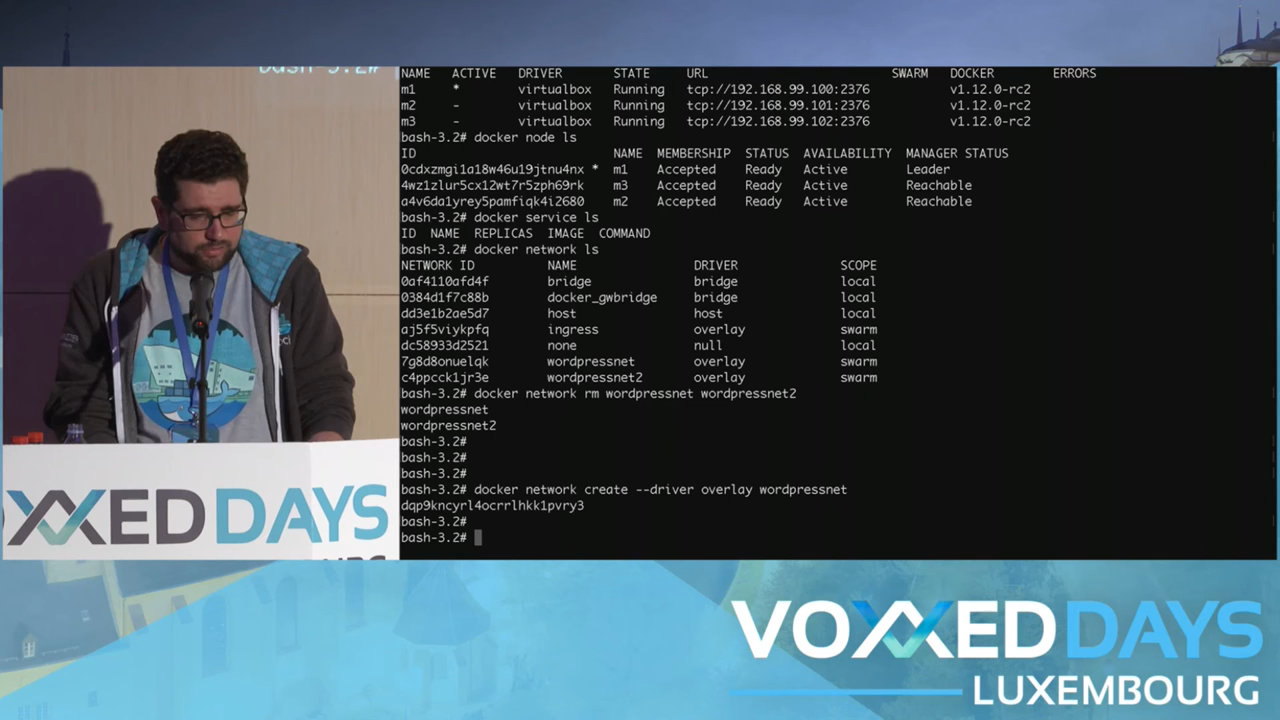 bash-3.2#
NAME ACTIVE DRIVER STATE URL SWARM DOCKER ERRORS
m1 * virtualbox Running tcp://192.168.99.100:2376 v1.12.0-rc2
m2 - virtualbox Running tcp://192.168.99.101:2376 v1.12.0-rc2
m3 - virtualbox Running tcp://192.168.99.102:2376 v1.12.0-rc2
bash-3.2# docker node ls
ID NAME MEMBERSHIP STATUS AVAILABILITY MANAGER STATUS
0cdxzmgi1a18w46u19jtnu4nx * m1 Accepted Ready Active Leader
4wz1zlur5cx12wt7r5zph69rk m3 Accepted Ready Active Reachable
a4v6da1yrey5pamfiqk4i2680 m2 Accepted Ready Active Reachable
bash-3.2# docker service ls
ID NAME REPLICAS IMAGE COMMAND
bash-3.2# docker network ls
NETWORK ID NAME DRIVER SCOPE
0af4110afd4f bridge bridge local
0384d1f7c88b docker_gwbridge bridge local
dd3e1b2ae5d7 host host local
aj5f5viykpfq ingress overlay swarm
dc58933d2521 none null local
7g8d8onuelqk wordpressnet overlay swarm
c4ppcck1jr3e wordpressnet2 overlay swarm
bash-3.2# docker network rm wordpressnet wordpressnet2
wordpressnet
wordpressnet2
bash-3.2#
bash-3.2#
bash-3.2#
bash-3.2# docker network create --driver overlay wordpressnet
dqp9kncyrl4ocrrlhkk1pvry3
bash-3.2#
bash-3.2#
VOXXED DAYS
VOXXED DAYS
LUXEMBOURG